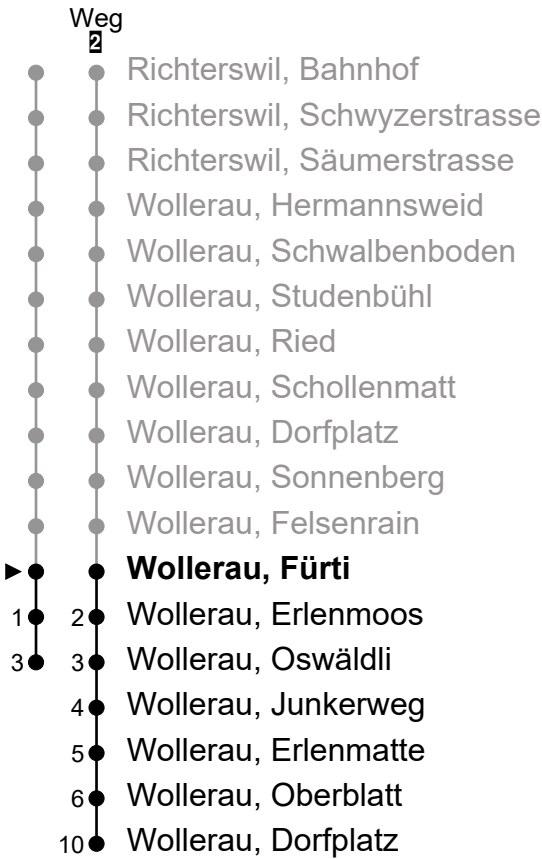 Weg
2
Richterswil, Bahnhof
Richterswil, Schwyzerstrasse
Richterswil, Säumerstrasse
Wollerau, Hermannsweid
Wollerau, Schwalbenboden
Wollerau, Studenbühl
Wollerau, Ried
Wollerau, Schollenmatt
Wollerau, Dorfplatz
Wollerau, Sonnenberg
Wollerau, Felsenrain
Wollerau, Fürti
1 2 Wollerau, Erlenmoos
3 3 Wollerau, Oswäldli
4 Wollerau, Junkerweg
5 Wollerau, Erlenmatte
6 Wollerau, Oberblatt
10 Wollerau, Dorfplatz